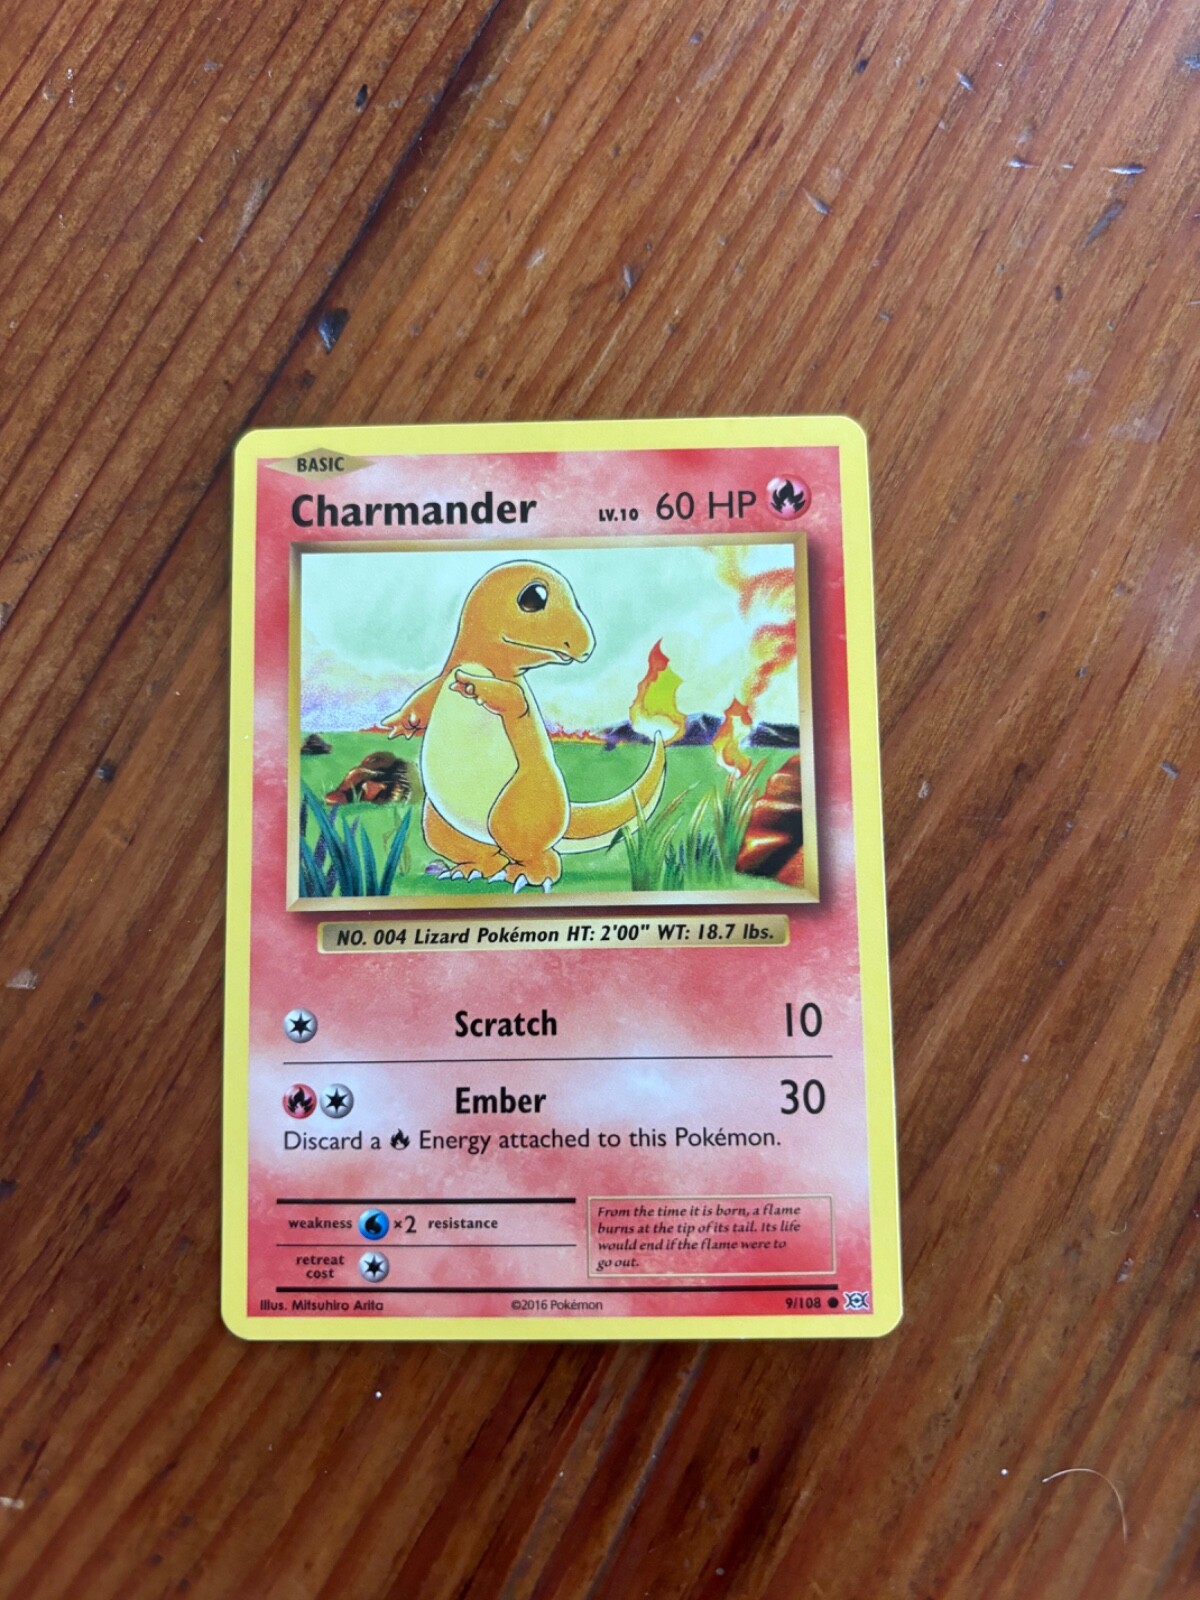 BASIC
Charmander LV.10 60 HP
NO. 004 Lizard Pokémon HT: 2'00" WT: 18.7 lbs.
Scratch 10
Ember 30
Discard a Energy attached to this Pokémon.
weakness ×2 resistance
retreat
cost
From the time it is born, a flame
burns at the tip of its tail. Its life
would end if the flame were to
go out.
Illus. Mitsuhiro Arita ©2016 Pokémon 9/108